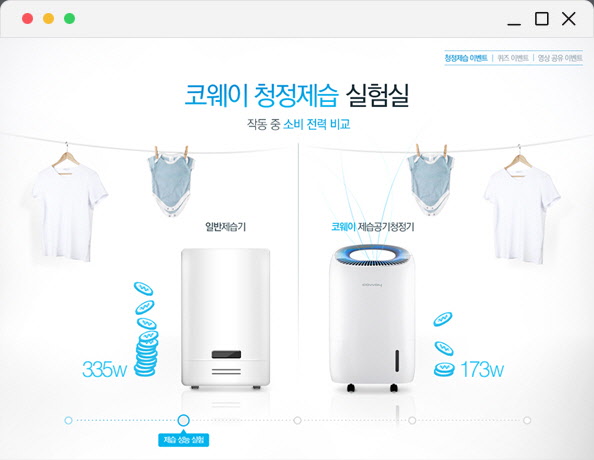 청정제습 이벤트 | 퀴즈 이벤트 | 영상 공유 이벤트
코웨이 청정제습 실험실
작동 중 소비 전력 비교
일반제습기
코웨이 제습공기청정기
335w
173w
제습 성능 실험